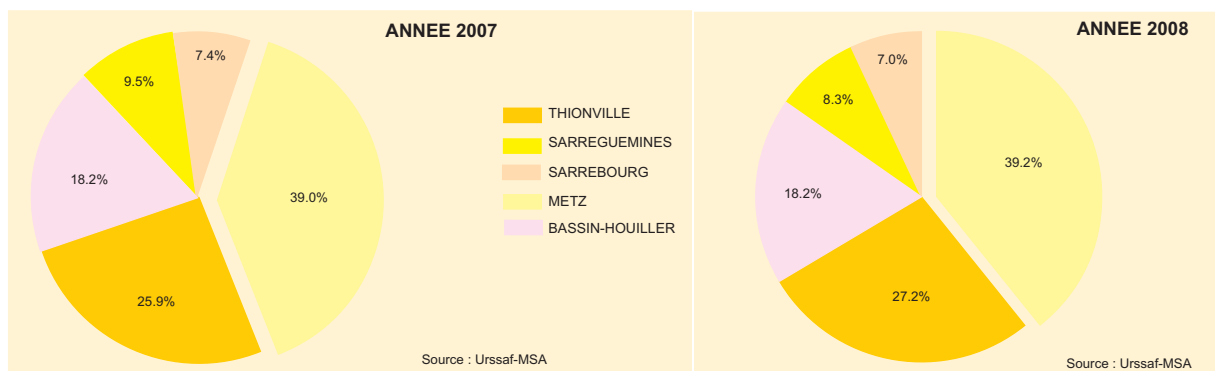 ANNEE 2007
7.4%
9.5%
18.2%
39.0%
25.9%
THIONVILLE
SARREGUEMINES
SARREBOURG
METZ
BASSIN-HOUILLER
Source : Urssaf-MSA
ANNEE 2008
7.0%
8.3%
39.2%
18.2%
27.2%
Source : Urssaf-MSA